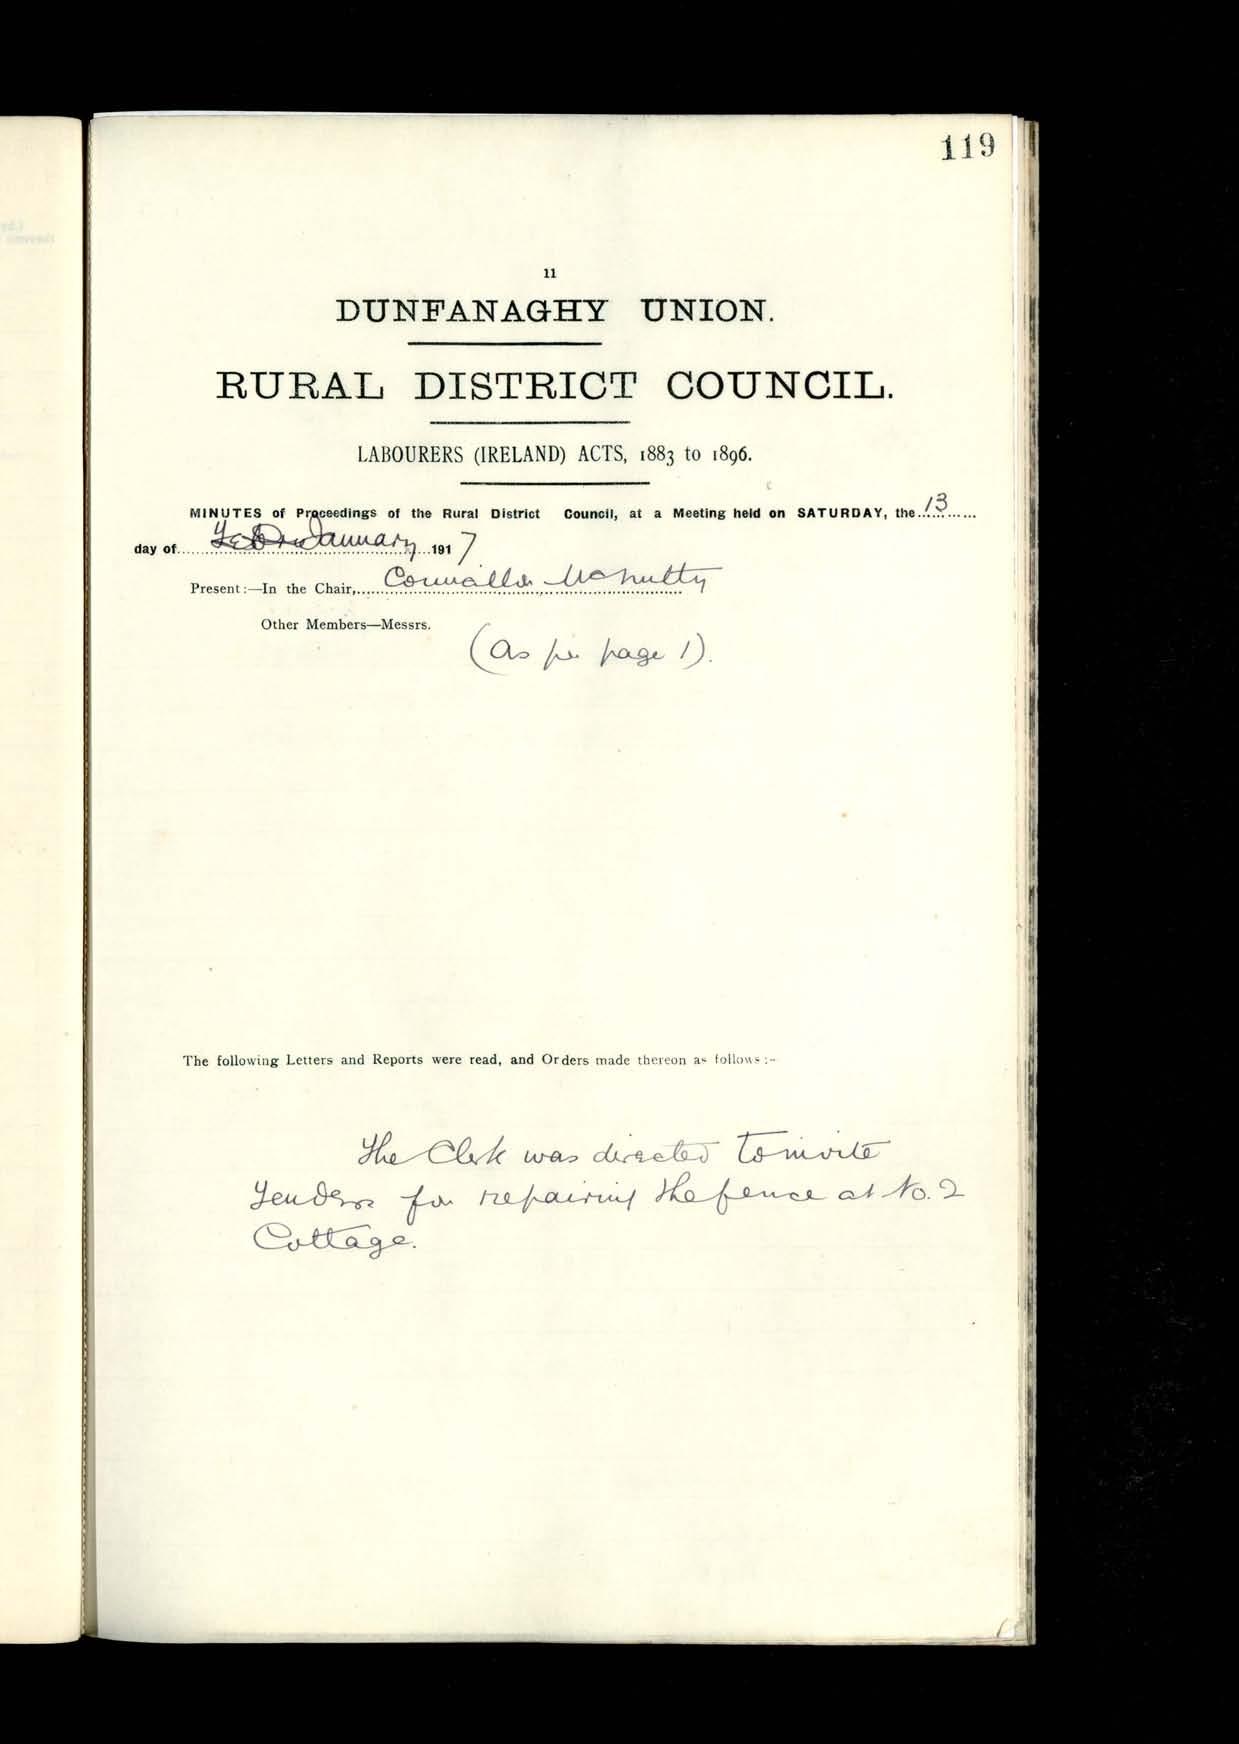 119
11
DUNFANAGHY UNION.
RURAL DISTRICT COUNCIL.
LABOURERS (IRELAND) ACTS, 1883 to 1896.
MINUTES of Proceedings of the Rural District Council, at a Meeting held on SATURDAY, the 13
day of January 1917
Present:—In the Chair, Councillor McNulty
Other Members—Messrs.
(As per page 1).
The following Letters and Reports were read, and Orders made thereon as follows:-
The Clerk was directed to invite
Tenders for repairing the fence at No. 2
Cottage.